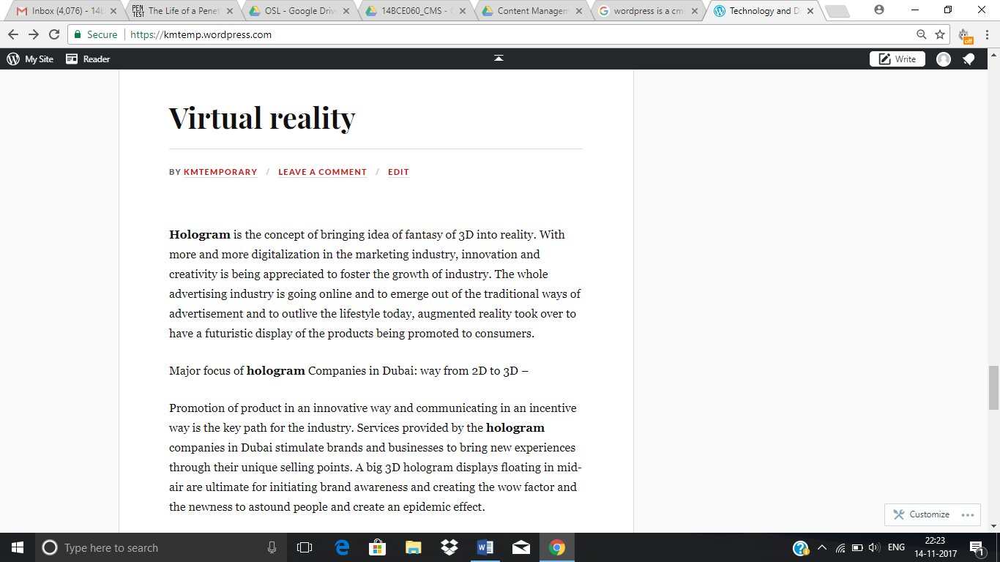 Inbox (4,076) - 14b
PEN TEST The Life of a Penet
OSL - Google Driv
14BCE060_CMS - G
Content Managem
wordpress is a cm
Technology and D
Secure https://kmtemp.wordpress.com
off
My Site Reader Write
Virtual reality
BY KMTEMPORARY / LEAVE A COMMENT / EDIT
Hologram is the concept of bringing idea of fantasy of 3D into reality. With
more and more digitalization in the marketing industry, innovation and
creativity is being appreciated to foster the growth of industry. The whole
advertising industry is going online and to emerge out of the traditional ways of
advertisement and to outlive the lifestyle today, augmented reality took over to
have a futuristic display of the products being promoted to consumers.
Major focus of hologram Companies in Dubai: way from 2D to 3D –
Promotion of product in an innovative way and communicating in an incentive
way is the key path for the industry. Services provided by the hologram
companies in Dubai stimulate brands and businesses to bring new experiences
through their unique selling points. A big 3D hologram displays floating in mid-
air are ultimate for initiating brand awareness and creating the wow factor and
the newness to astound people and create an epidemic effect.
Customize
Type here to search
ENG
22:23
14-11-2017
1